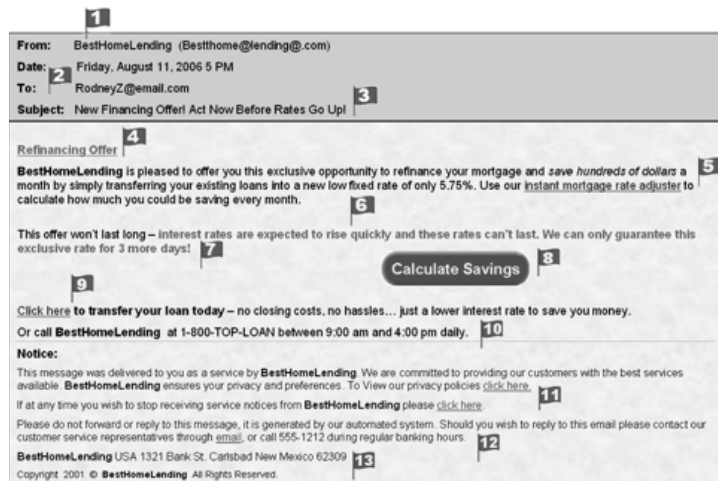 1
From: BestHomeLending (Bestthome@lending@.com)
Date: Friday, August 11, 2006 5 PM
2
To: RodneyZ@email.com
3
Subject: New Financing Offer! Act Now Before Rates Go Up!
4
Refinancing Offer
BestHomeLending is pleased to offer you this exclusive opportunity to refinance your mortgage and save hundreds of dollars a
5
month by simply transferring your existing loans into a new low fixed rate of only 5.75%. Use our instant mortgage rate adjuster to
calculate how much you could be saving every month.
6
This offer won't last long – interest rates are expected to rise quickly and these rates can't last. We can only guarantee this
exclusive rate for 3 more days!
7
8
Calculate Savings
9
Click here to transfer your loan today – no closing costs, no hassles... just a lower interest rate to save you money.
Or call BestHomeLending at 1-800-TOP-LOAN between 9:00 am and 4:00 pm daily.
10
Notice:
This message was delivered to you as a service by BestHomeLending. We are committed to providing our customers with the best services
available. BestHomeLending ensures your privacy and preferences. To View our privacy policies click here.
11
If at any time you wish to stop receiving service notices from BestHomeLending please click here.
Please do not forward or reply to this message, it is generated by our automated system. Should you wish to reply to this email please contact our
customer service representatives through email, or call 555-1212 during regular banking hours.
12
BestHomeLending USA 1321 Bank St. Carlsbad New Mexico 62309
13
Copyright 2001 © BestHomeLending All Rights Reserved.